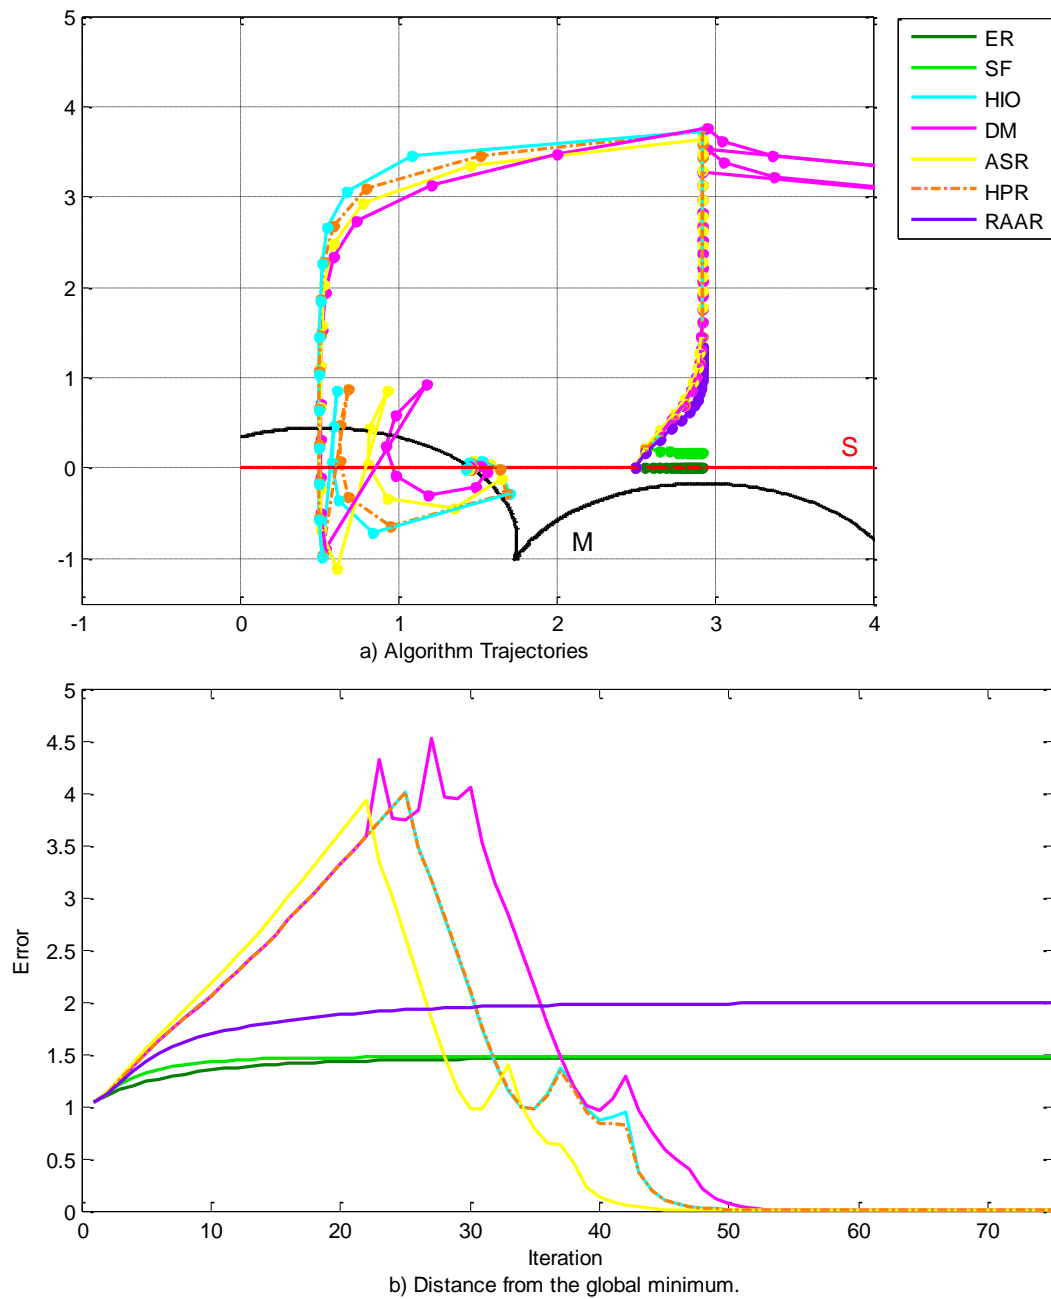 5
4
3
2
1
0
-1
-1
0
1
2
3
4
S
M
a) Algorithm Trajectories
ER
SF
HIO
DM
ASR
HPR
RAAR
5
4.5
4
3.5
3
2.5
2
1.5
1
0.5
0
Error
0
10
20
30
40
50
60
70
Iteration
b) Distance from the global minimum.